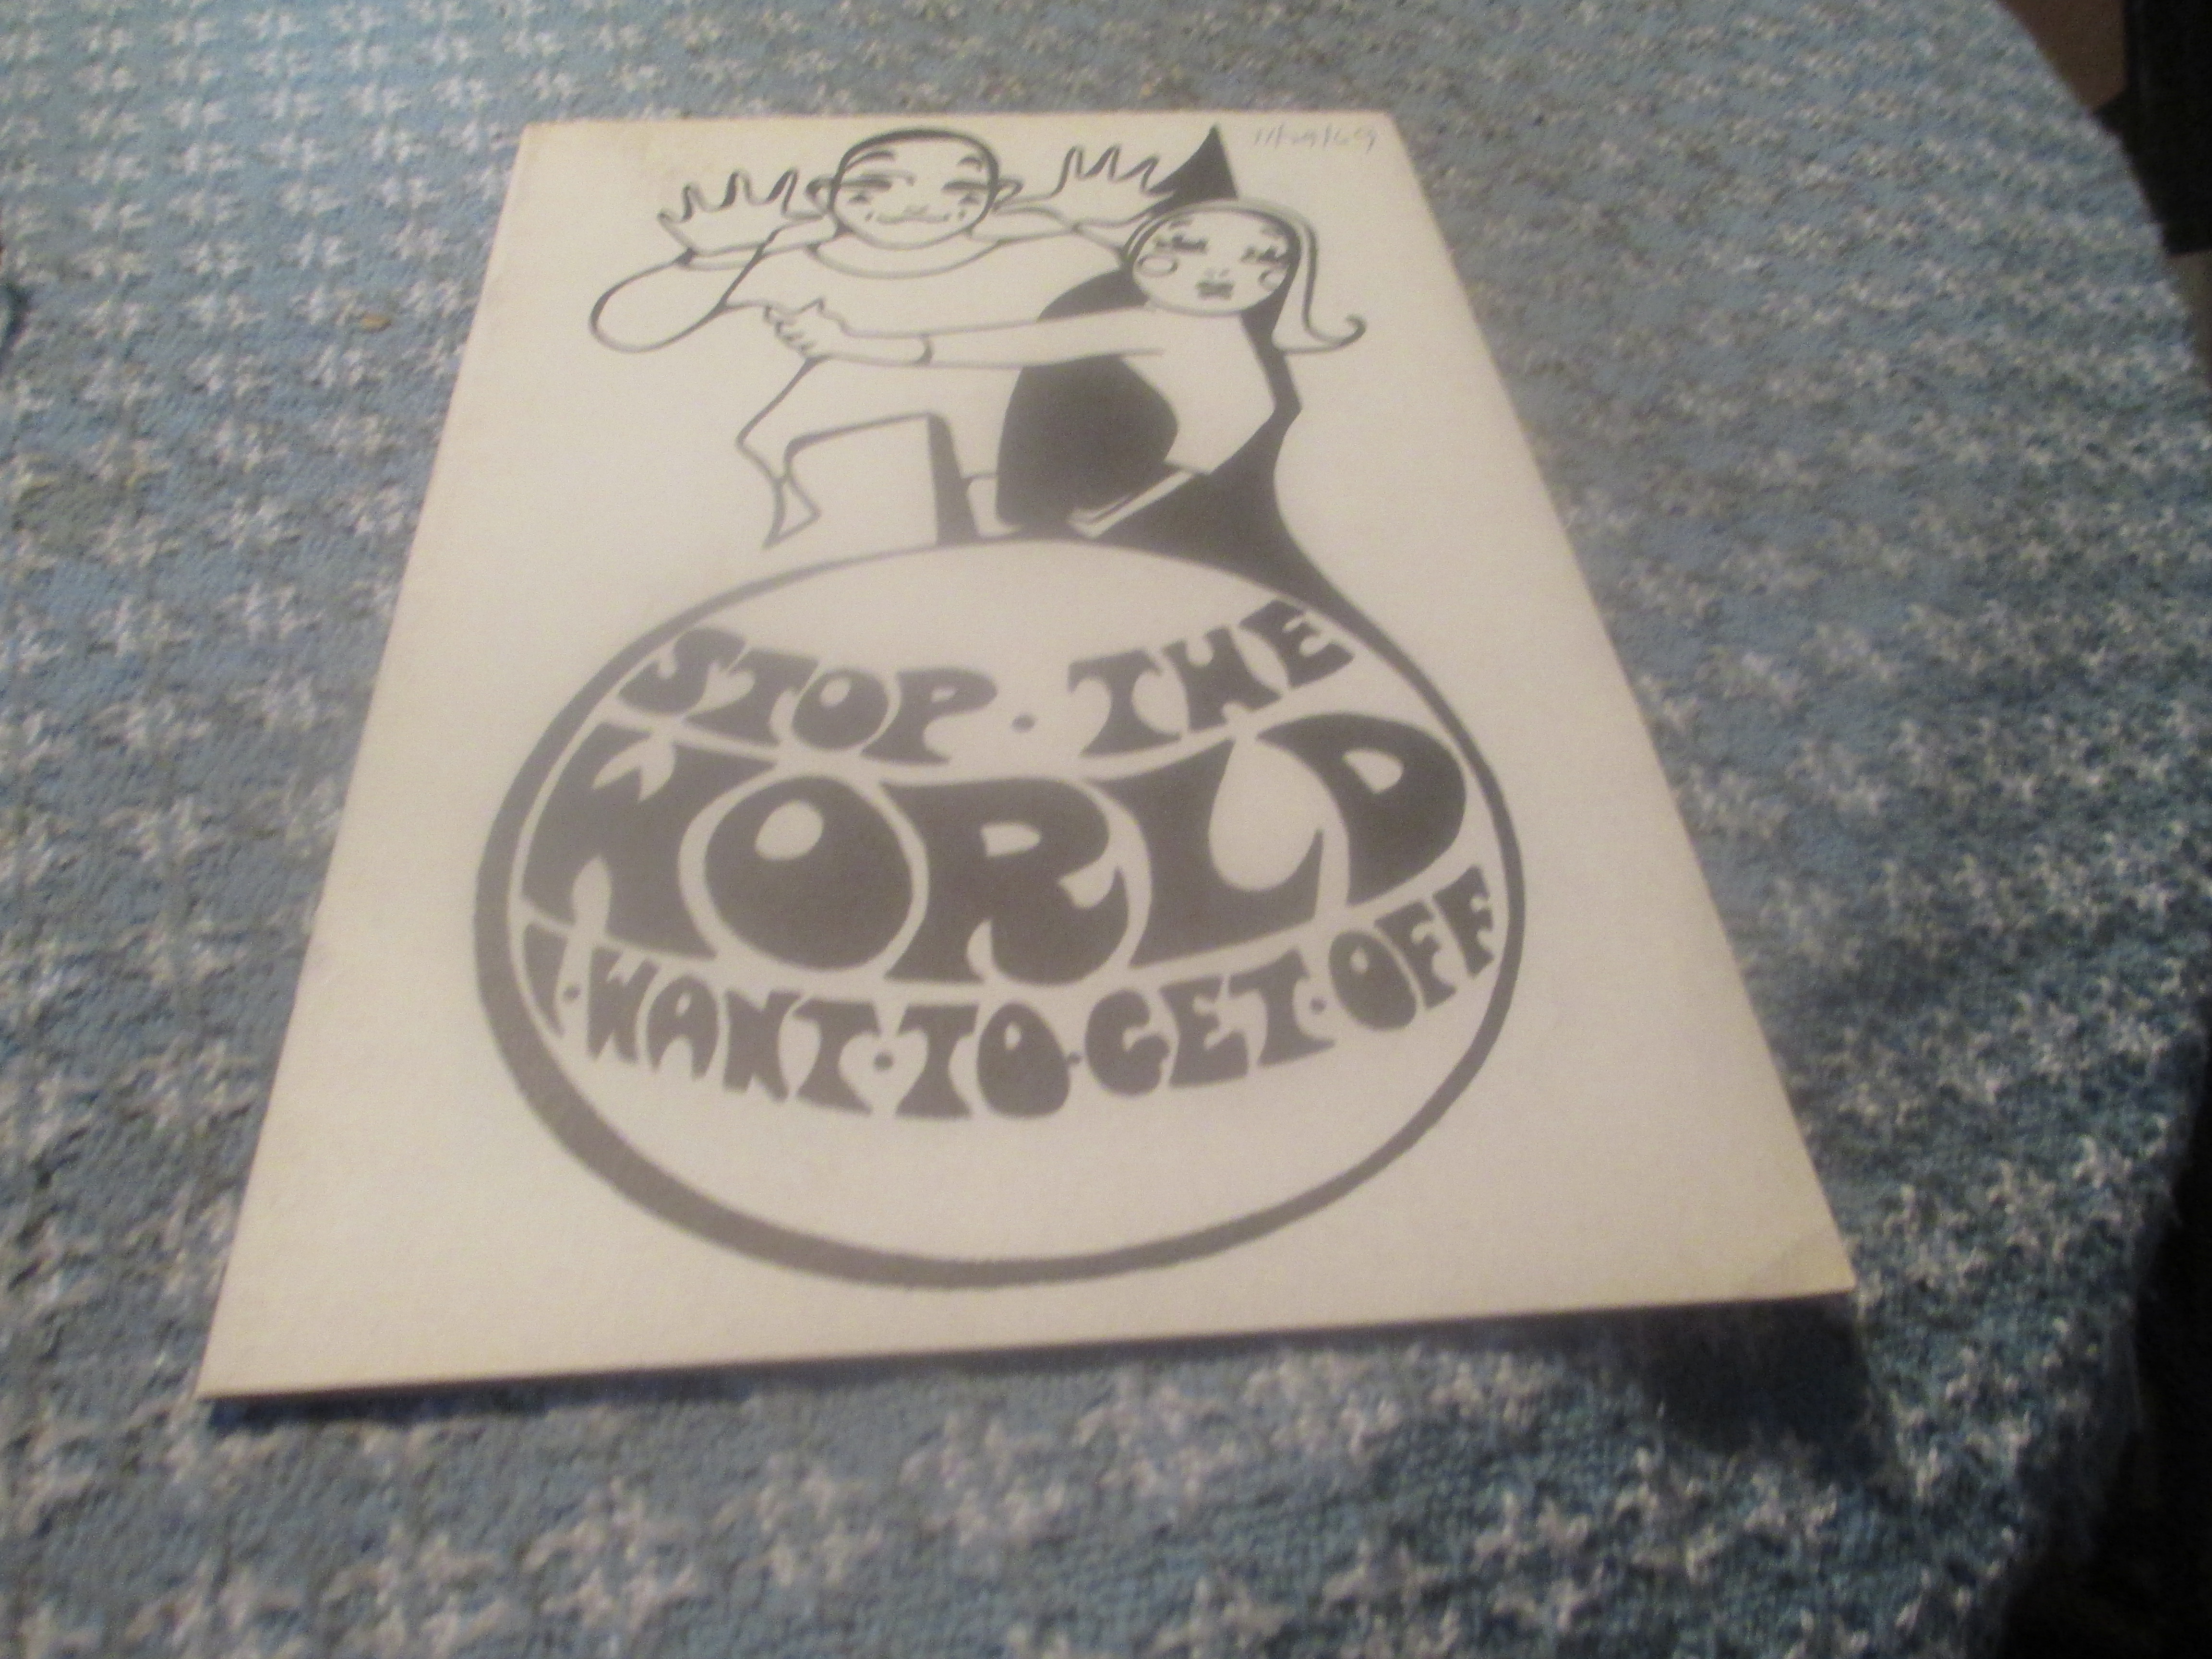 STOP · THE
WORLD
I · WANT · TO · GET · OFF